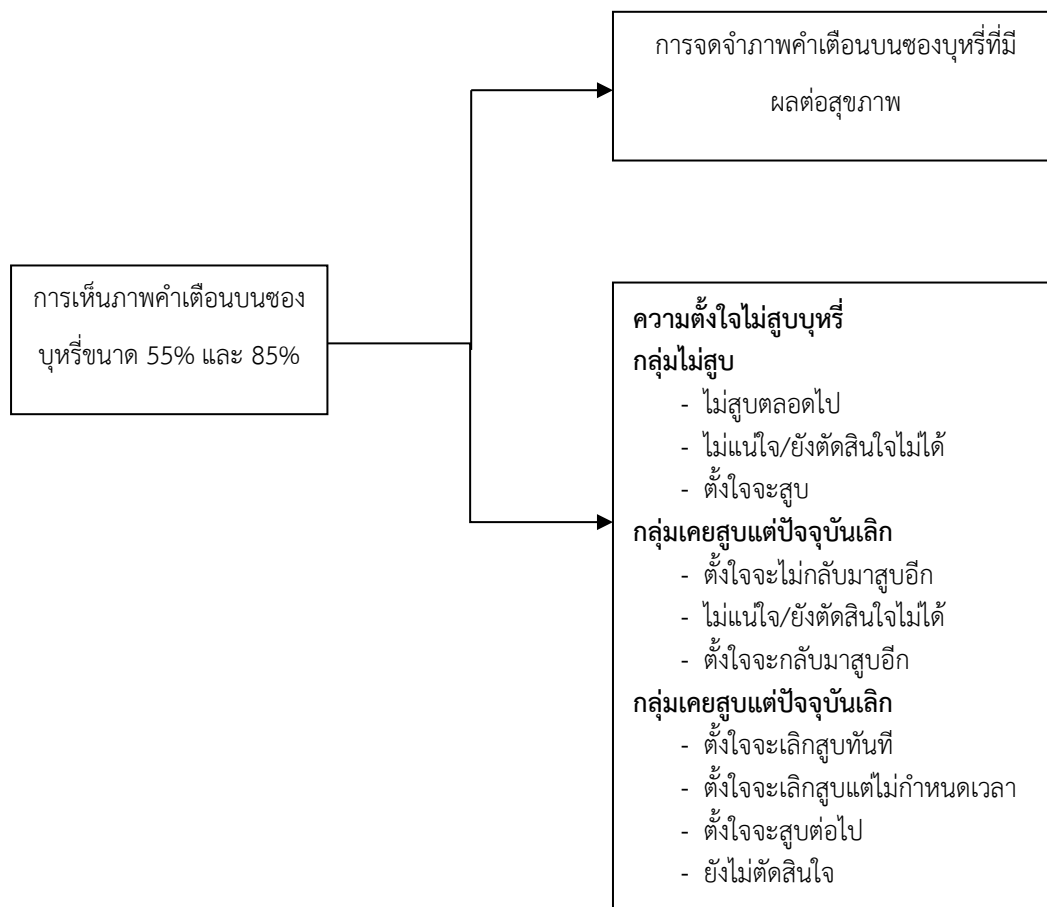 การจดจำภาพคำเตือนบนซองบุหรี่ที่มี
ผลต่อสุขภาพ
การเห็นภาพคำเตือนบนซอง
บุหรี่ขนาด 55% และ 85%
ความตั้งใจไม่สูบบุหรี่
กลุ่มไม่สูบ
- ไม่สูบตลอดไป
- ไม่แน่ใจ/ยังตัดสินใจไม่ได้
- ตั้งใจจะสูบ
กลุ่มเคยสูบแต่ปัจจุบันเลิก
- ตั้งใจจะไม่กลับมาสูบอีก
- ไม่แน่ใจ/ยังตัดสินใจไม่ได้
- ตั้งใจจะกลับมาสูบอีก
กลุ่มเคยสูบแต่ปัจจุบันเลิก
- ตั้งใจจะเลิกสูบทันที
- ตั้งใจจะเลิกสูบแต่ไม่กำหนดเวลา
- ตั้งใจจะสูบต่อไป
- ยังไม่ตัดสินใจ